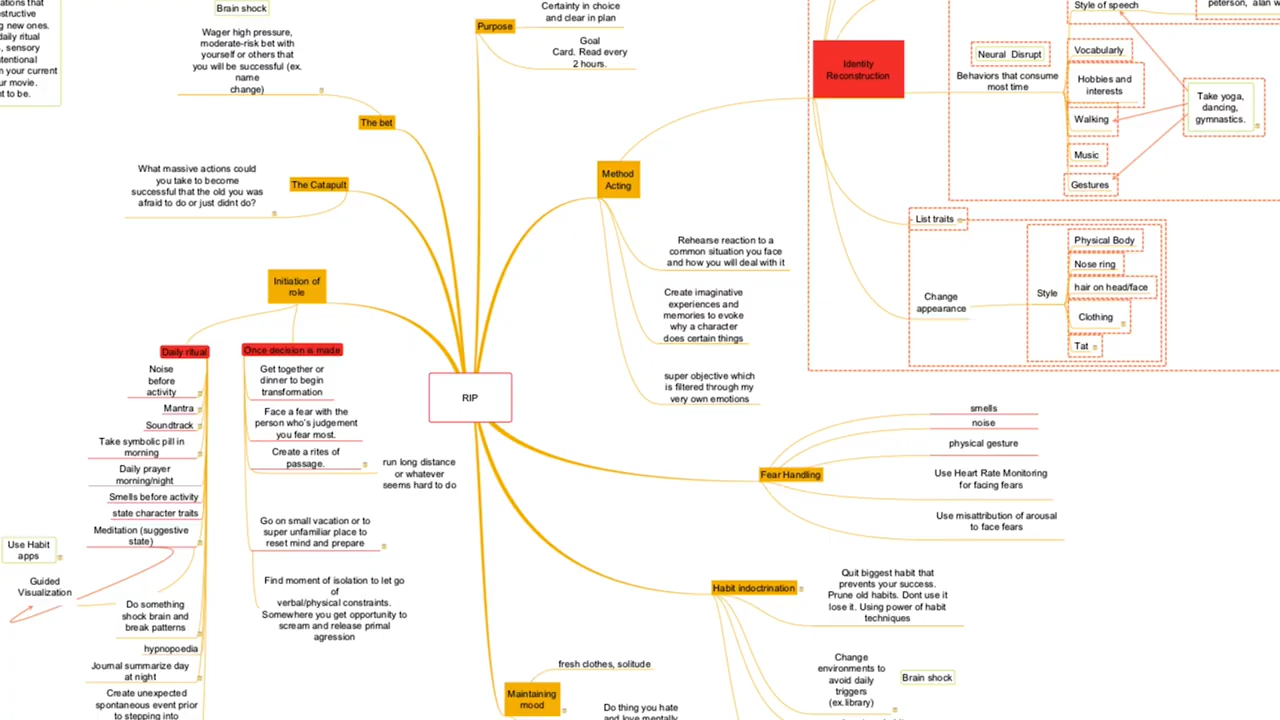 ations that
estructive
g new ones.
daily ritual
, sensory
tentional
n your current
ur movie.
nt to be.
Brain shock
Wager high pressure,
moderate-risk bet with
yourself or others that
you will be successful (ex.
name
change)
The bet
What massive actions could
you take to become
successful that the old you was
afraid to do or just didnt do?
The Catapult
Purpose
Certainty in choice
and clear in plan
Goal
Card. Read every
2 hours.
Method
Acting
Rehearse reaction to a
common situation you face
and how you will deal with it
Create imaginative
experiences and
memories to evoke
why a character
does certain things
super objective which
is filtered through my
very own emotions
Identity
Reconstruction
Neural Disrupt
Behaviors that consume
most time
Style of speech
peterson, alan w
Vocabularly
Hobbies and
interests
Walking
Music
Gestures
Take yoga,
dancing,
gymnastics.
List traits
Change
appearance
Style
Physical Body
Nose ring
hair on head/face
Clothing
Tat
Initiation of
role
Daily ritual
Noise
before
activity
Mantra
Soundtrack
Take symbolic pill in
morning
Daily prayer
morning/night
Smells before activity
state character traits
Meditation (suggestive
state)
Use Habit
apps
Guided
Visualization
Do something
shock brain and
break patterns
hypnopoedia
Journal summarize day
at night
Create unexpected
spontaneous event prior
to stepping into
Once decision is made
Get together or
dinner to begin
transformation
Face a fear with the
person who's judgement
you fear most.
Create a rites of
passage.
run long distance
or whatever
seems hard to do
Go on small vacation or to
super unfamiliar place to
reset mind and prepare
Find moment of isolation to let go
of
verbal/physical constraints.
Somewhere you get opportunity to
scream and release primal
agression
RIP
Fear Handling
smells
noise
physical gesture
Use Heart Rate Monitoring
for facing fears
Use misattribution of arousal
to face fears
Habit indoctrination
Quit biggest habit that
prevents your success.
Prune old habits. Dont use it
lose it. Using power of habit
techniques
Change
environments to
avoid daily
triggers
(ex.library)
Brain shock
Maintaining
mood
fresh clothes, solitude
Do thing you hate
and love mentally